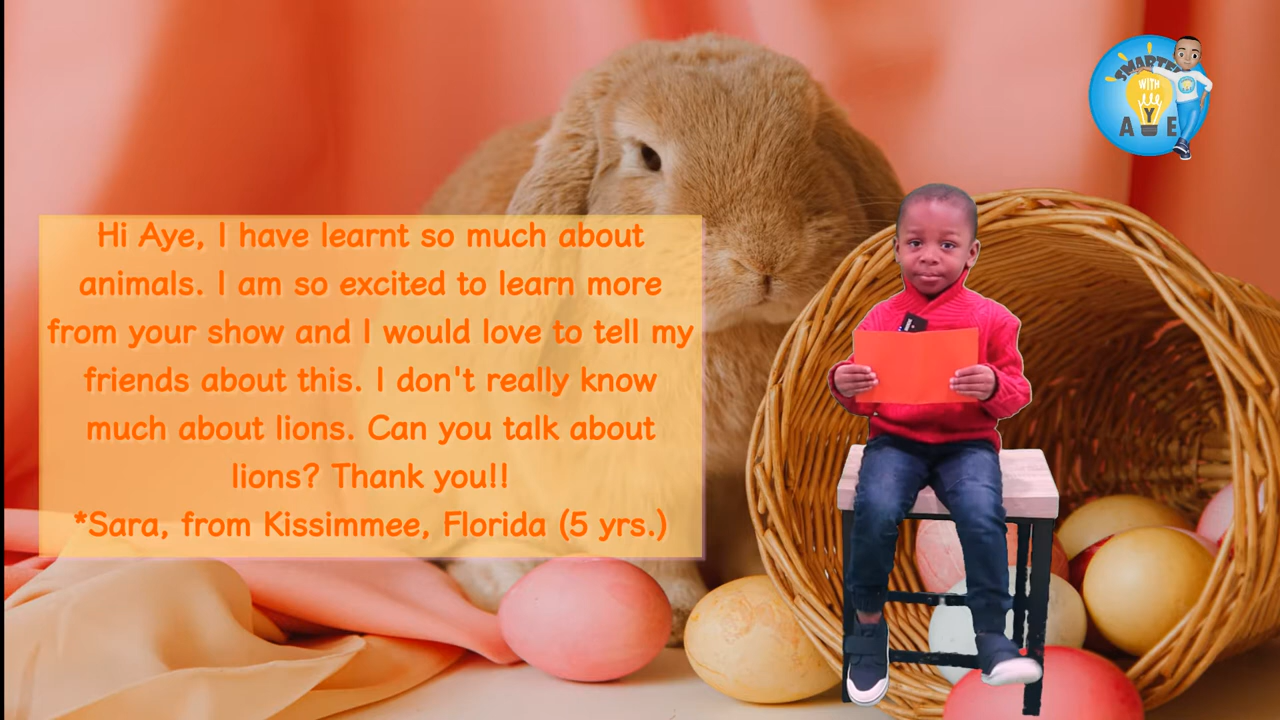 SMARTER
WITH
AYE
Hi Aye, I have learnt so much about
animals. I am so excited to learn more
from your show and I would love to tell my
friends about this. I don't really know
much about lions. Can you talk about
lions? Thank you!!
*Sara, from Kissimmee, Florida (5 yrs.)